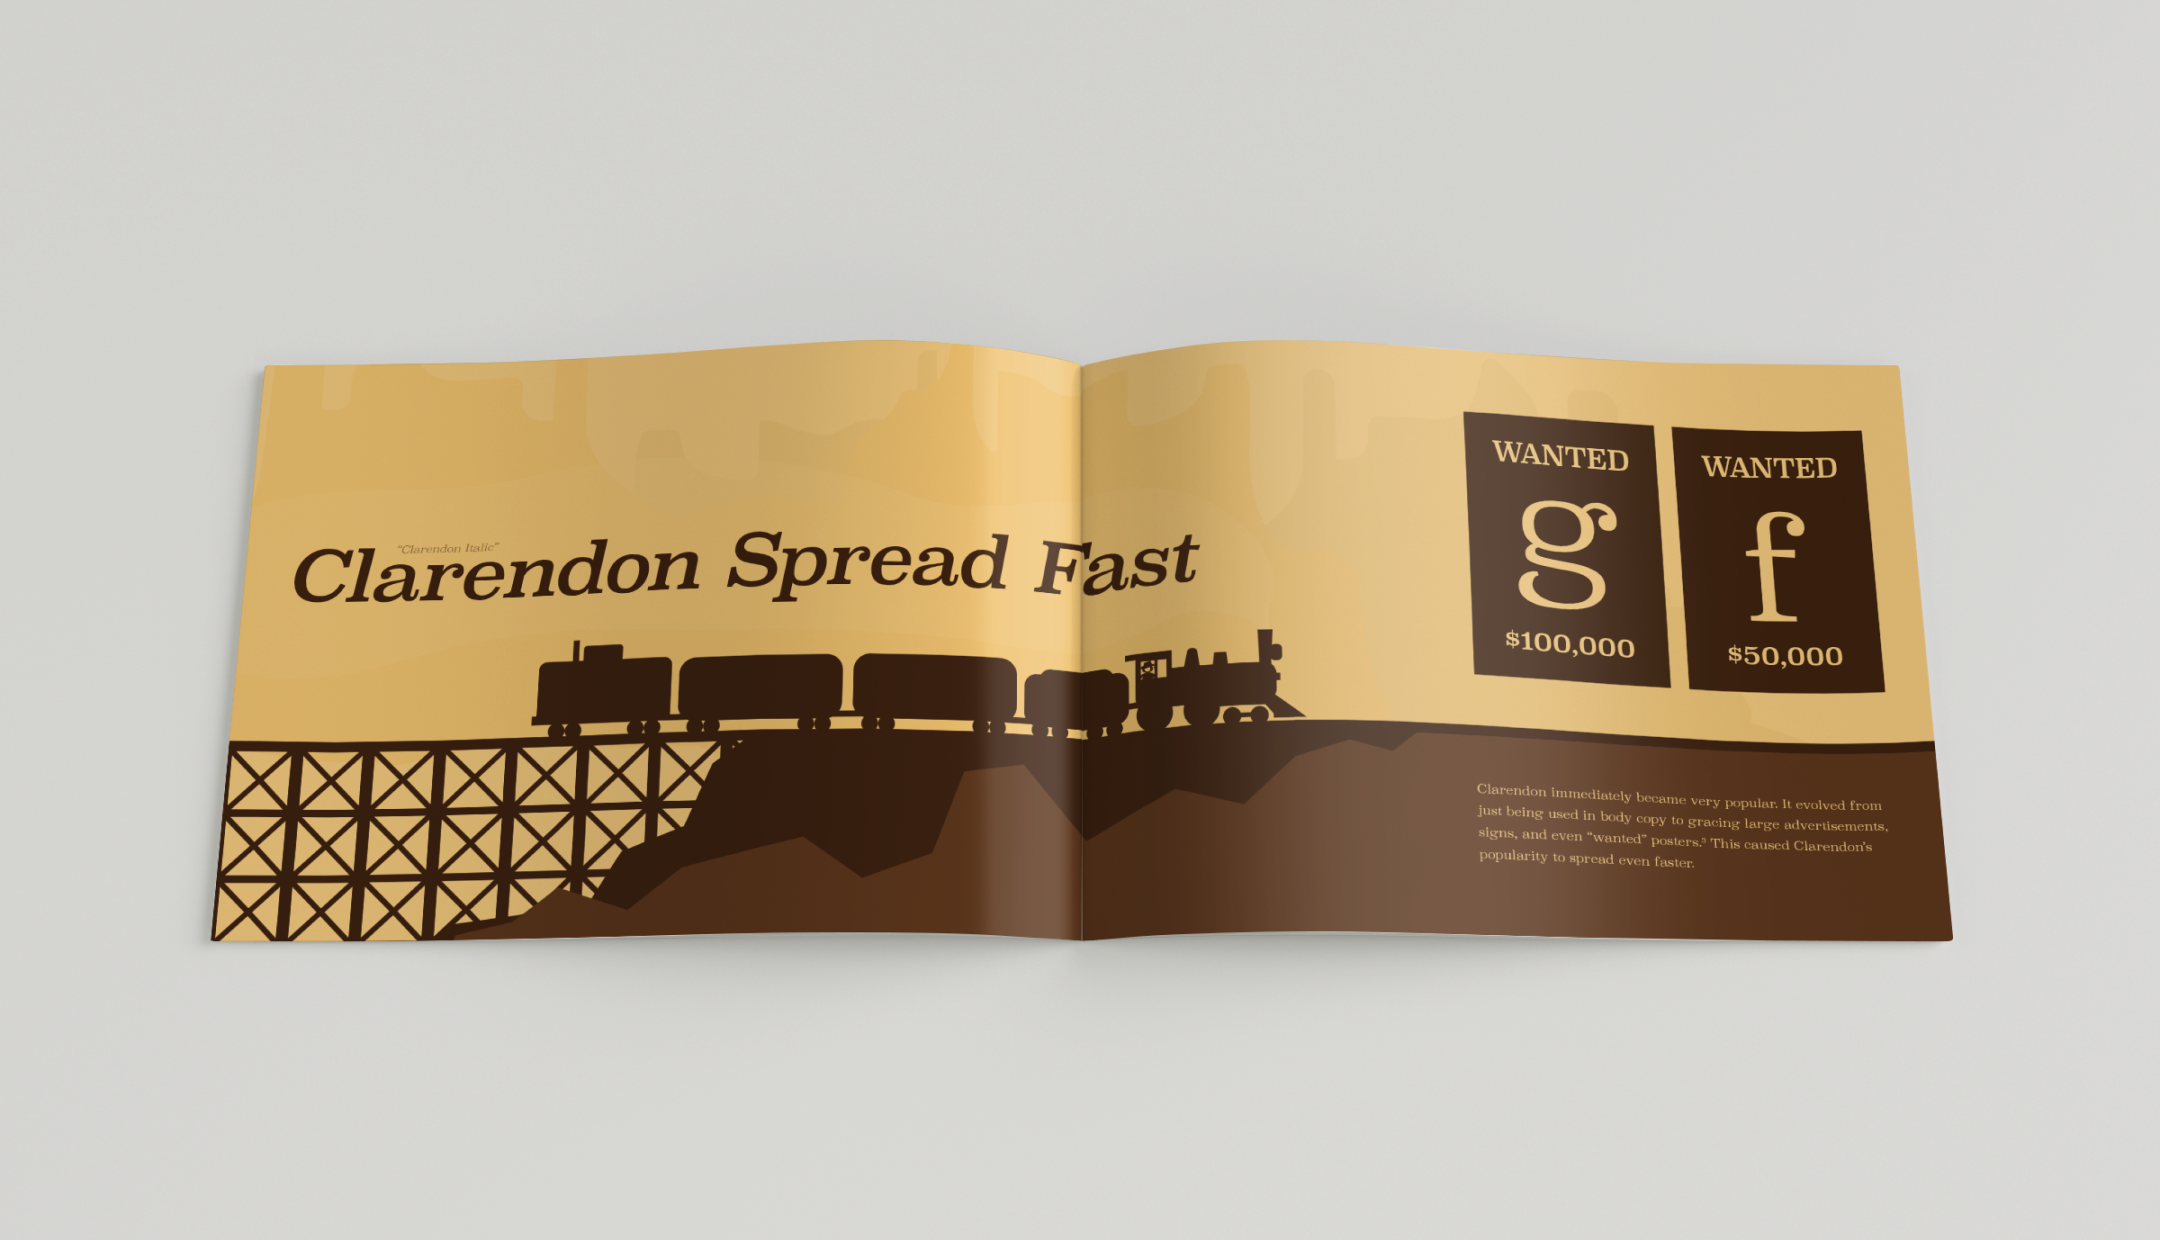 “Clarendon Italic”
Clarendon Spread Fast
WANTED
g
$100,000
WANTED
f
$50,000
Clarendon immediately became very popular. It evolved from
just being used in body copy to gracing large advertisements,
signs, and even “wanted” posters.³ This caused Clarendon’s
popularity to spread even faster.